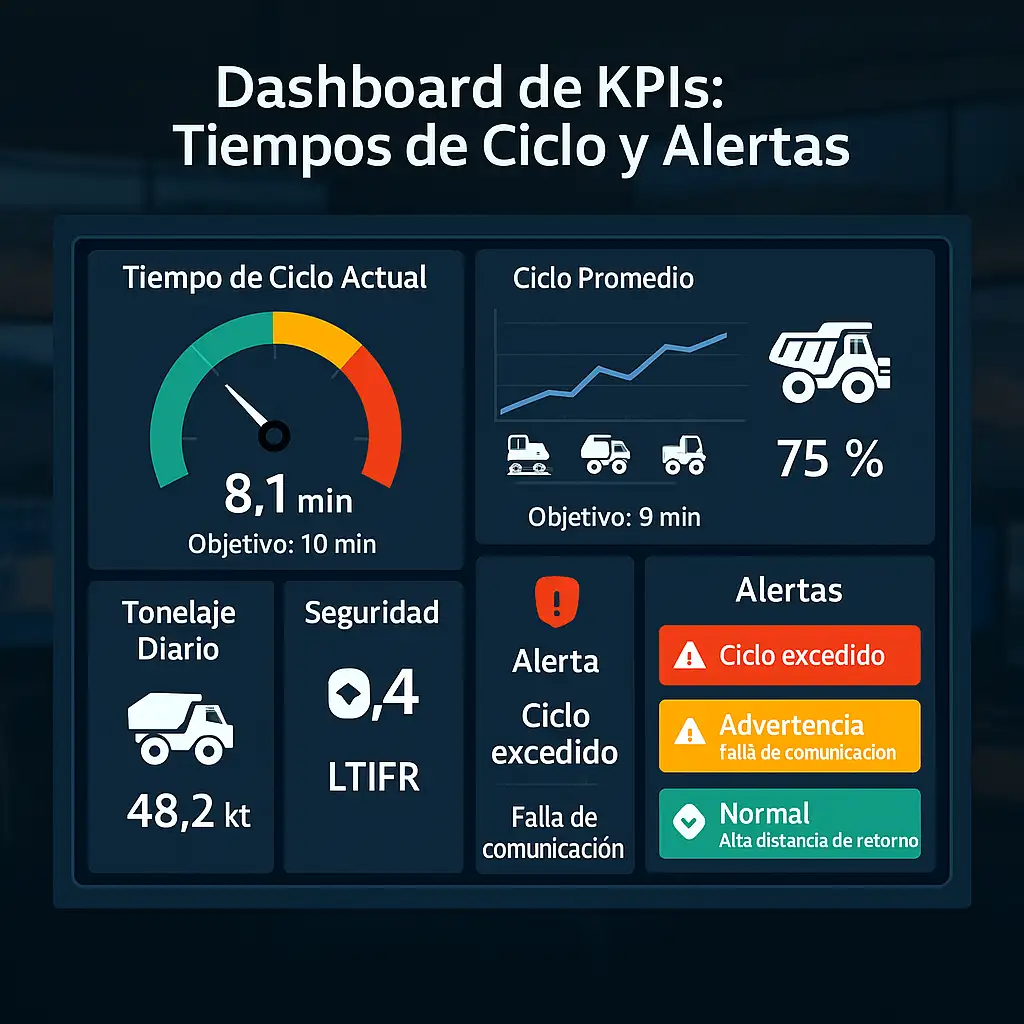 Dashboard de KPIs:
Tiempos de Ciclo y Alertas
Tiempo de Ciclo Actual
8,1 min
Objetivo: 10 min
Ciclo Promedio
75 %
Objetivo: 9 min
Tonelaje
Diario
48,2 kt
Seguridad
0,4
LTIFR
Alerta
Ciclo
excedido
Falla de
comunicación
Alertas
Ciclo excedido
Advertencia
fallà de comunicacion
Normal
Alta distancia de retorno